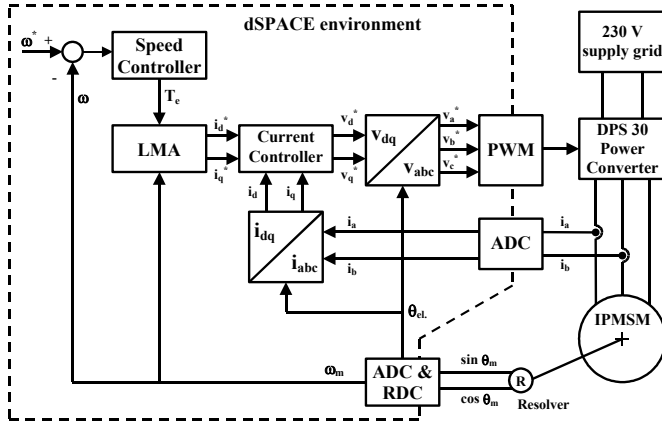 dSPACE environment
ω* + -
Speed
Controller
ω
Te
LMA
id*
iq*
Current
Controller
id
iq
vd*
vq*
vdq
vabc
va*
vb*
vc*
PWM
230 V
supply grid
DPS 30
Power
Converter
idq
iabc
ia
ib
ADC
ia
ib
θel.
IPMSM
ωm
ADC &
RDC
sin θm
cos θm
R
Resolver